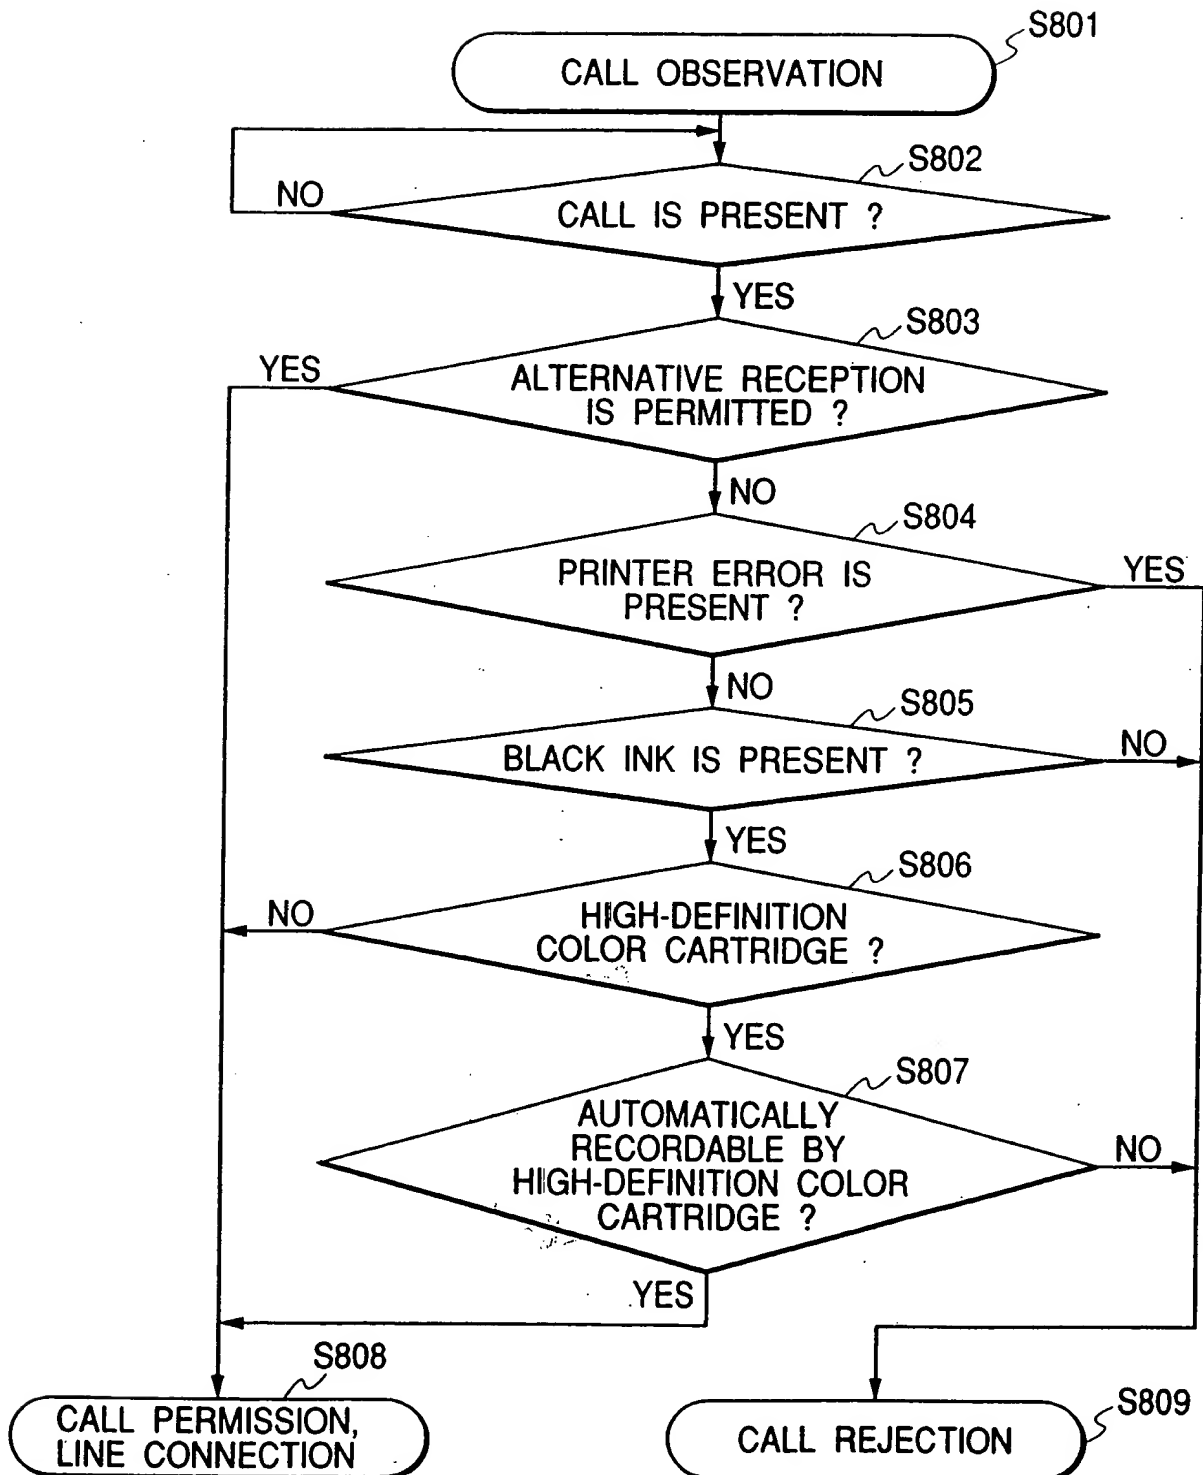 S801
CALL OBSERVATION
S802
NO
CALL IS PRESENT ?
YES
S803
YES
ALTERNATIVE RECEPTION
IS PERMITTED ?
NO
S804
PRINTER ERROR IS
PRESENT ?
YES
NO
S805
BLACK INK IS PRESENT ?
NO
YES
S806
NO
HIGH-DEFINITION
COLOR CARTRIDGE ?
YES
S807
AUTOMATICALLY
RECORDABLE BY
HIGH-DEFINITION COLOR
CARTRIDGE ?
NO
YES
S808
CALL PERMISSION,
LINE CONNECTION
S809
CALL REJECTION